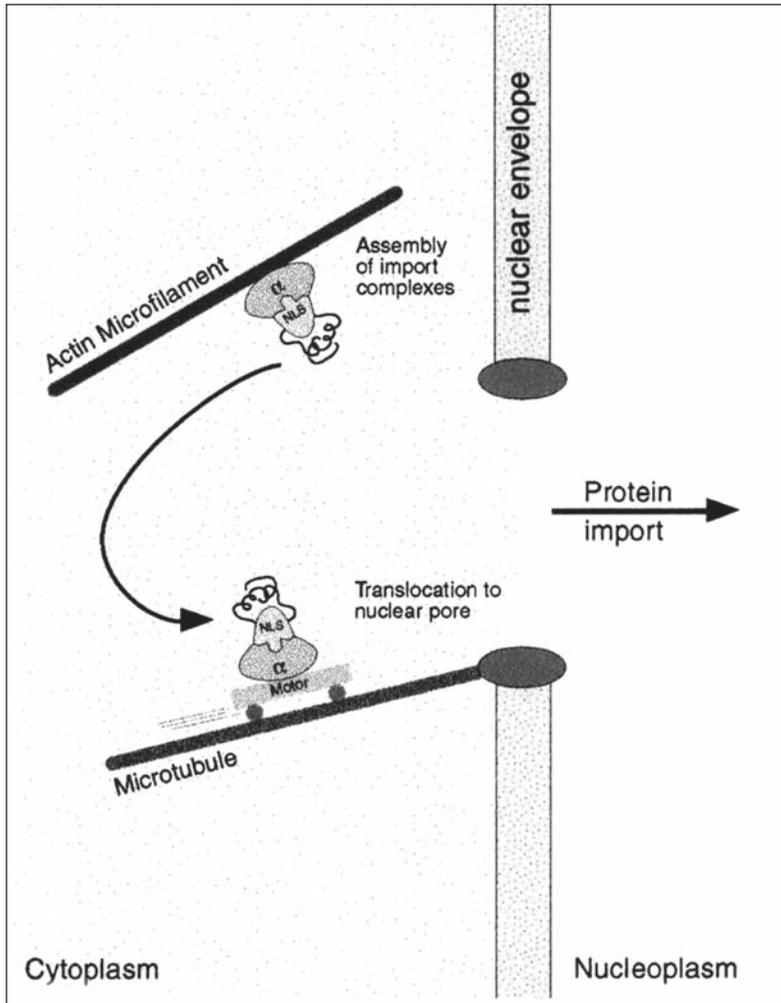 nuclear envelope
Actin Microfilament
Assembly
of import
complexes
α
NLS
Protein
import
Translocation to
nuclear pore
NLS
α
Motor
Microtubule
Cytoplasm
Nucleoplasm